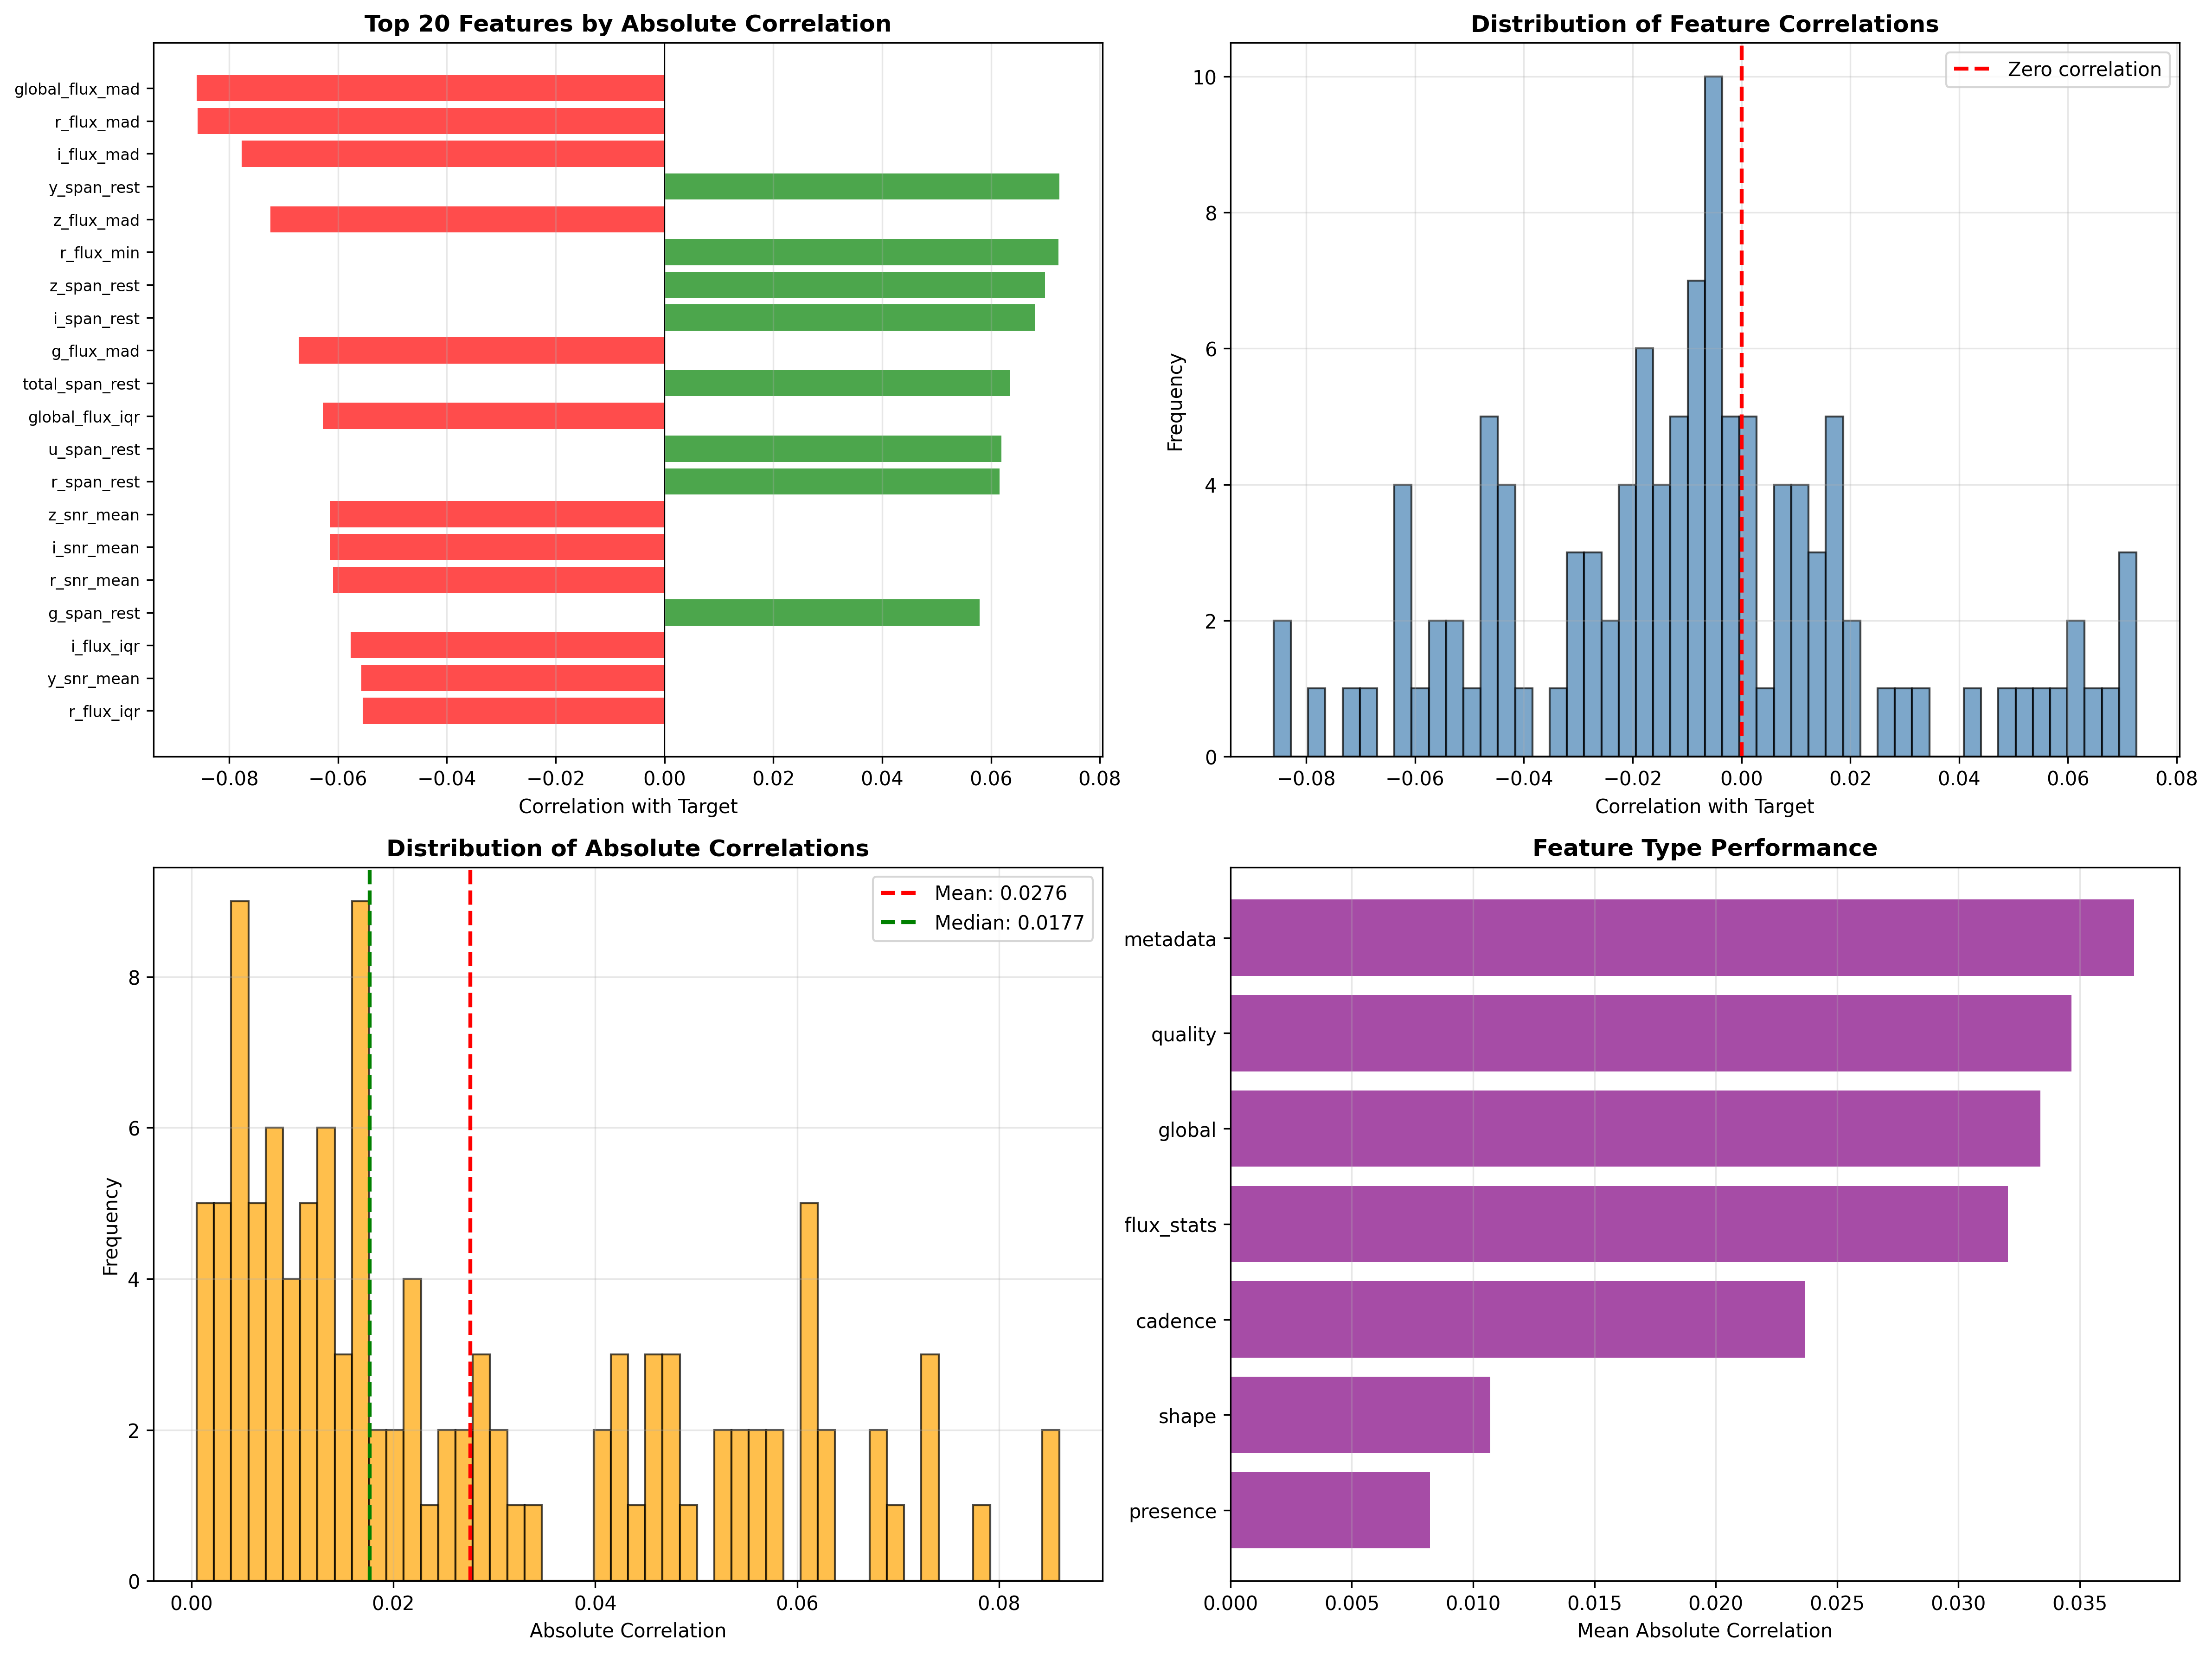 Top 20 Features by Absolute Correlation
global_flux_mad
r_flux_mad
i_flux_mad
y_span_rest
z_flux_mad
r_flux_min
z_span_rest
i_span_rest
g_flux_mad
total_span_rest
global_flux_iqr
u_span_rest
r_span_rest
z_snr_mean
i_snr_mean
r_snr_mean
g_span_rest
i_flux_iqr
y_snr_mean
r_flux_iqr
−0.08 −0.06 −0.04 −0.02 0.00 0.02 0.04 0.06 0.08
Correlation with Target
Distribution of Feature Correlations
Zero correlation
Frequency
10
8
6
4
2
0
−0.08 −0.06 −0.04 −0.02 0.00 0.02 0.04 0.06 0.08
Correlation with Target
Distribution of Absolute Correlations
Mean: 0.0276
Median: 0.0177
Frequency
8
6
4
2
0
0.00 0.02 0.04 0.06 0.08
Absolute Correlation
Feature Type Performance
metadata
quality
global
flux_stats
cadence
shape
presence
0.000 0.005 0.010 0.015 0.020 0.025 0.030 0.035
Mean Absolute Correlation